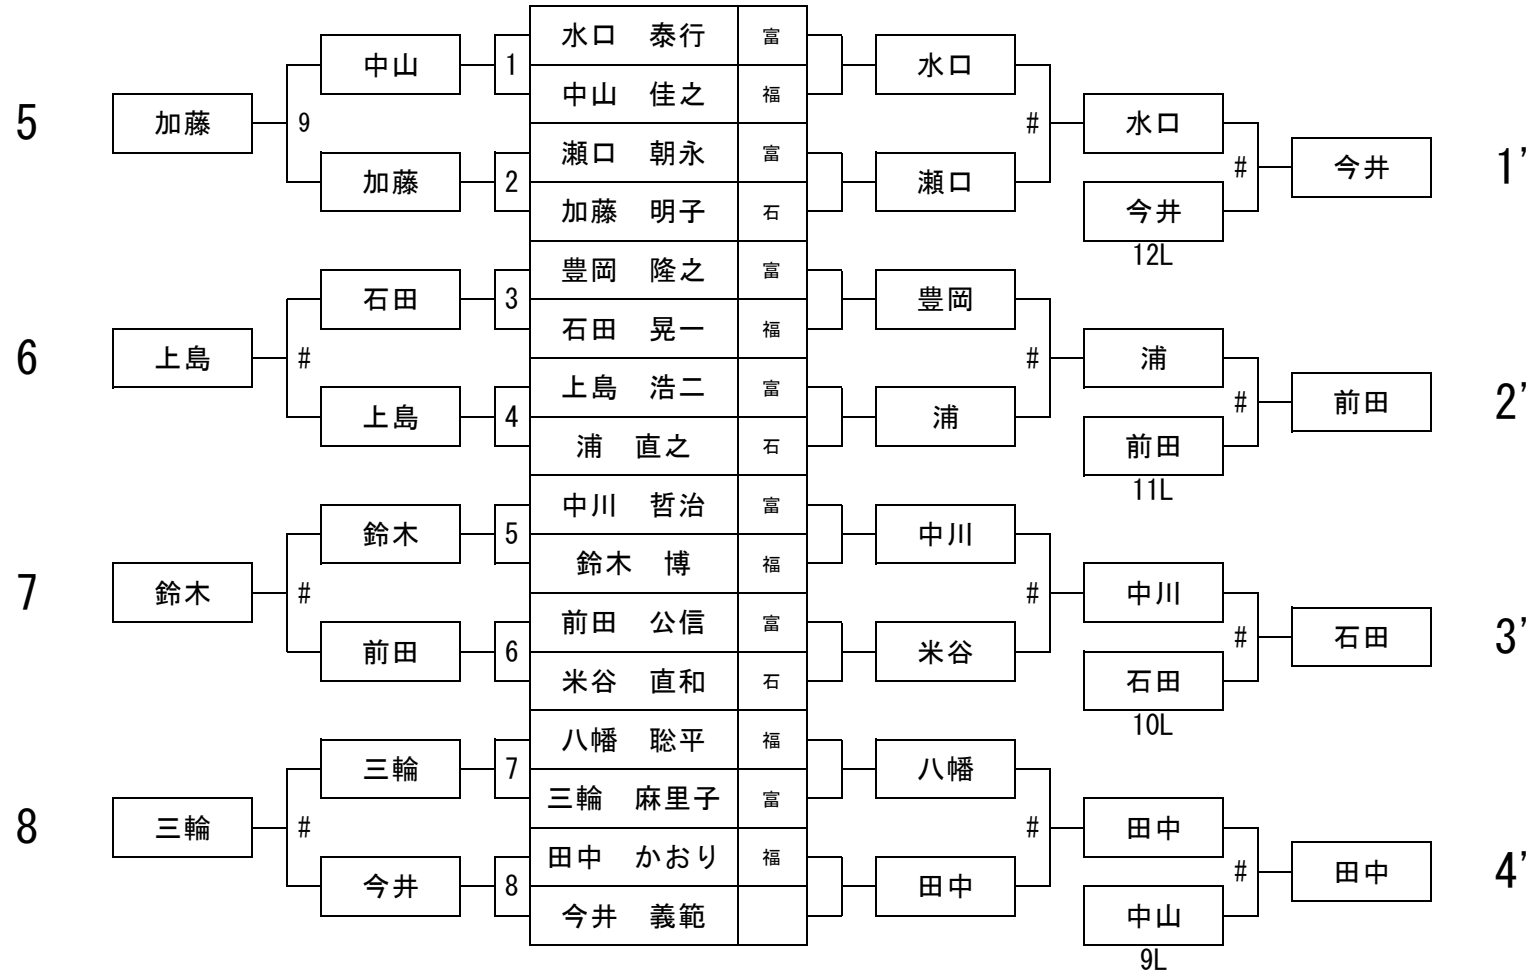 水口　泰行 富
中山 1 水口
5 加藤 9 中山　佳之 福 # 水口
瀬口　朝永 富 # 今井 1’
加藤 2 瀬口
加藤　明子 石 今井
12L
豊岡　隆之 富
石田 3 豊岡
6 上島 # 石田　晃一 福 # 浦
上島　浩二 富 # 前田 2’
上島 4 浦
浦　直之 石 前田
11L
中川　哲治 富
鈴木 5 中川
7 鈴木 # 鈴木　博 福 # 中川
前田　公信 富 # 石田 3’
前田 6 米谷
米谷　直和 石 石田
10L
八幡　聡平 福
三輪 7 八幡
8 三輪 # 三輪　麻里子 富 # 田中
田中　かおり 福 # 田中 4’
今井 8 田中
今井　義範 中山
9L